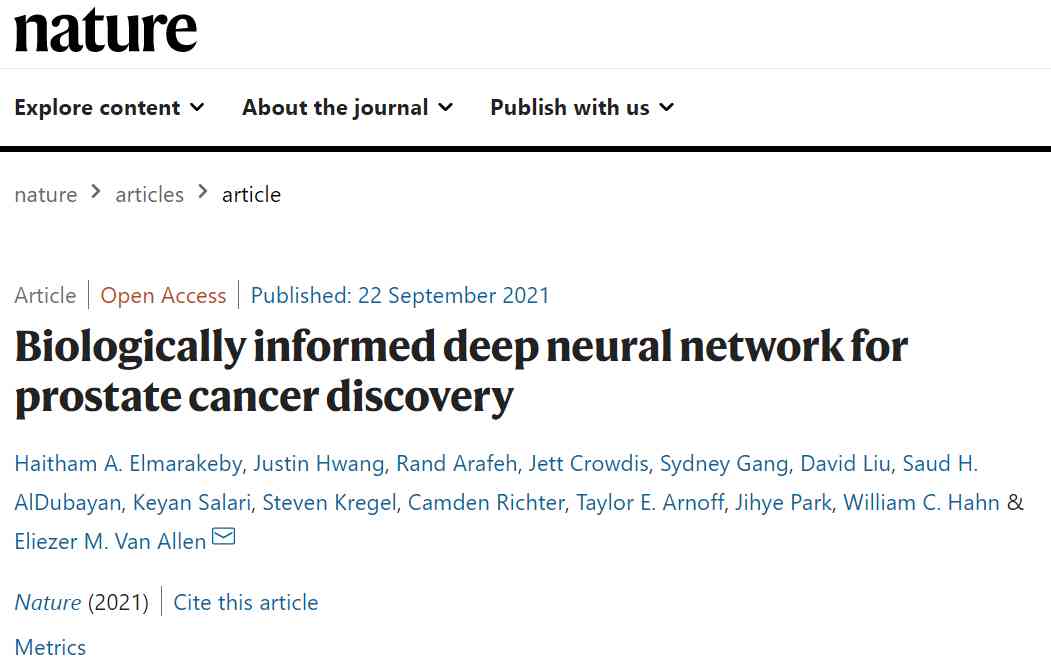 nature
Explore content About the journal Publish with us
nature > articles > article
Article | Open Access | Published: 22 September 2021
Biologically informed deep neural network for
prostate cancer discovery
Haitham A. Elmarakeby, Justin Hwang, Rand Arafeh, Jett Crowdis, Sydney Gang, David Liu, Saud H.
AlDubayan, Keyan Salari, Steven Kregel, Camden Richter, Taylor E. Arnoff, Jihye Park, William C. Hahn &
Eliezer M. Van Allen
Nature (2021) | Cite this article
Metrics